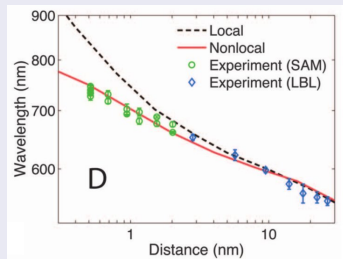 900
800
700
600
Wavelength (nm)
Local
Nonlocal
Experiment (SAM)
Experiment (LBL)
D
1
10
Distance (nm)